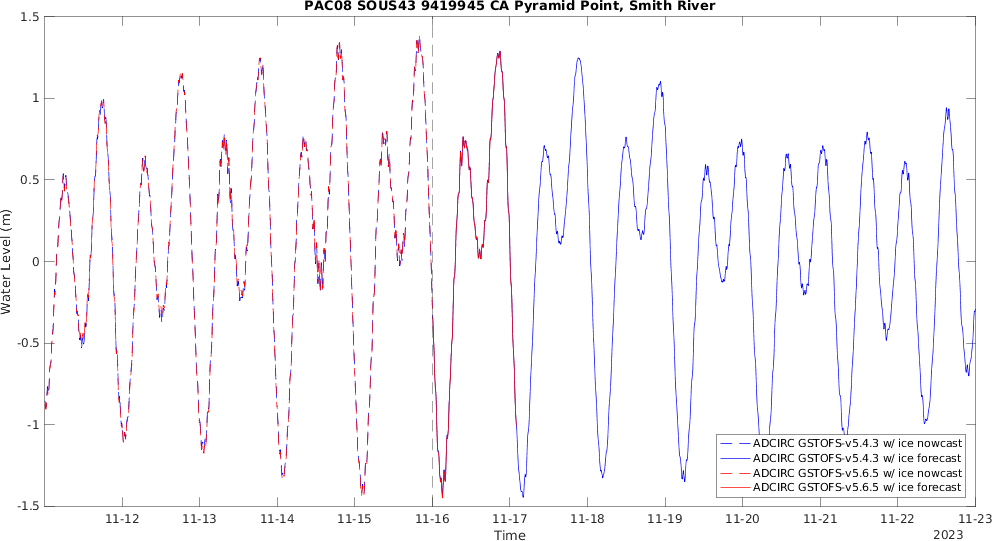 PAC08 SOUS43 9419945 CA Pyramid Point, Smith River
1.5
1
0.5
0
-0.5
-1
-1.5
Water Level (m)
11-12
11-13
11-14
11-15
11-16
11-17
11-18
11-19
11-20
11-21
11-22
11-23
Time
2023
ADCIRC GSTOFS-v5.4.3 w/ ice nowcast
ADCIRC GSTOFS-v5.4.3 w/ ice forecast
ADCIRC GSTOFS-v5.6.5 w/ ice nowcast
ADCIRC GSTOFS-v5.6.5 w/ ice forecast